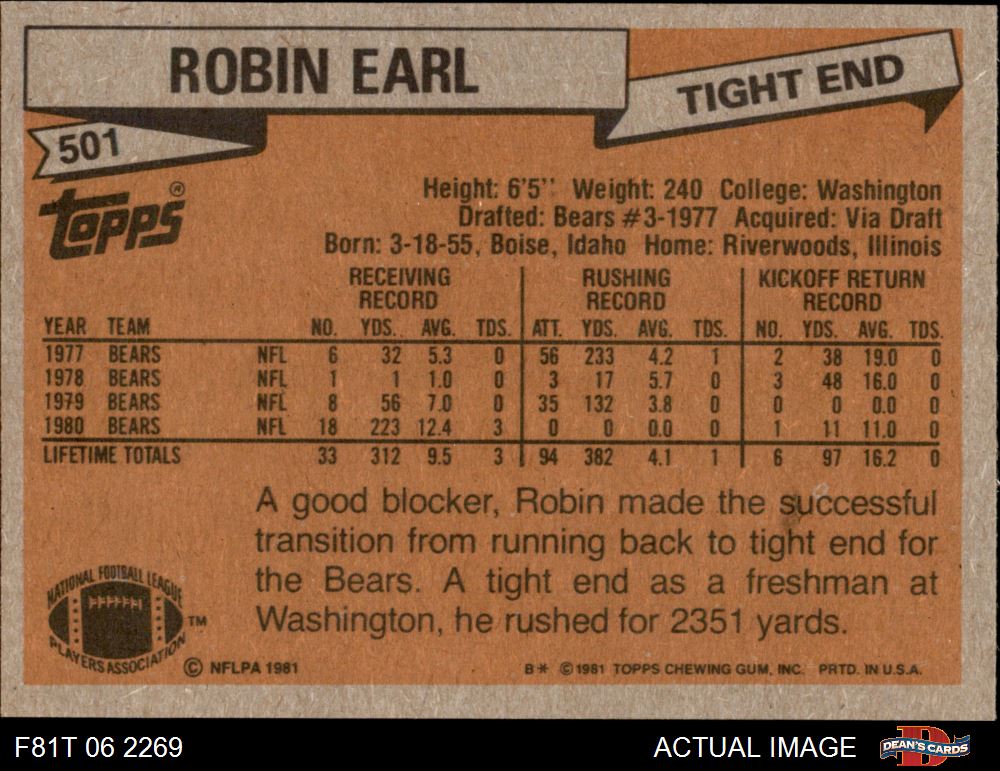 ROBIN EARL
TIGHT END
501
topps®
Height: 6'5'' Weight: 240 College: Washington
Drafted: Bears #3-1977 Acquired: Via Draft
Born: 3-18-55, Boise, Idaho Home: Riverwoods, Illinois
RECEIVING RECORD RUSHING RECORD KICKOFF RETURN RECORD
YEAR TEAM NO. YDS. AVG. TDS. ATT. YDS. AVG. TDS. NO. YDS. AVG. TDS.
1977 BEARS NFL 6 32 5.3 0 56 233 4.2 1 2 38 19.0 0
1978 BEARS NFL 1 1 1.0 0 3 17 5.7 0 3 48 16.0 0
1979 BEARS NFL 8 56 7.0 0 35 132 3.8 0 0 0 0.0 0
1980 BEARS NFL 18 223 12.4 3 0 0 0.0 0 1 11 11.0 0
LIFETIME TOTALS 33 312 9.5 3 94 382 4.1 1 6 97 16.2 0
A good blocker, Robin made the successful
transition from running back to tight end for
the Bears. A tight end as a freshman at
Washington, he rushed for 2351 yards.
NATIONAL FOOTBALL LEAGUE
PLAYERS ASSOCIATION
TM
© NFLPA 1981
B* ©1981 TOPPS CHEWING GUM, INC. PRTD. IN U.S.A.
F81T 06 2269
ACTUAL IMAGE
DEAN'S CARDS